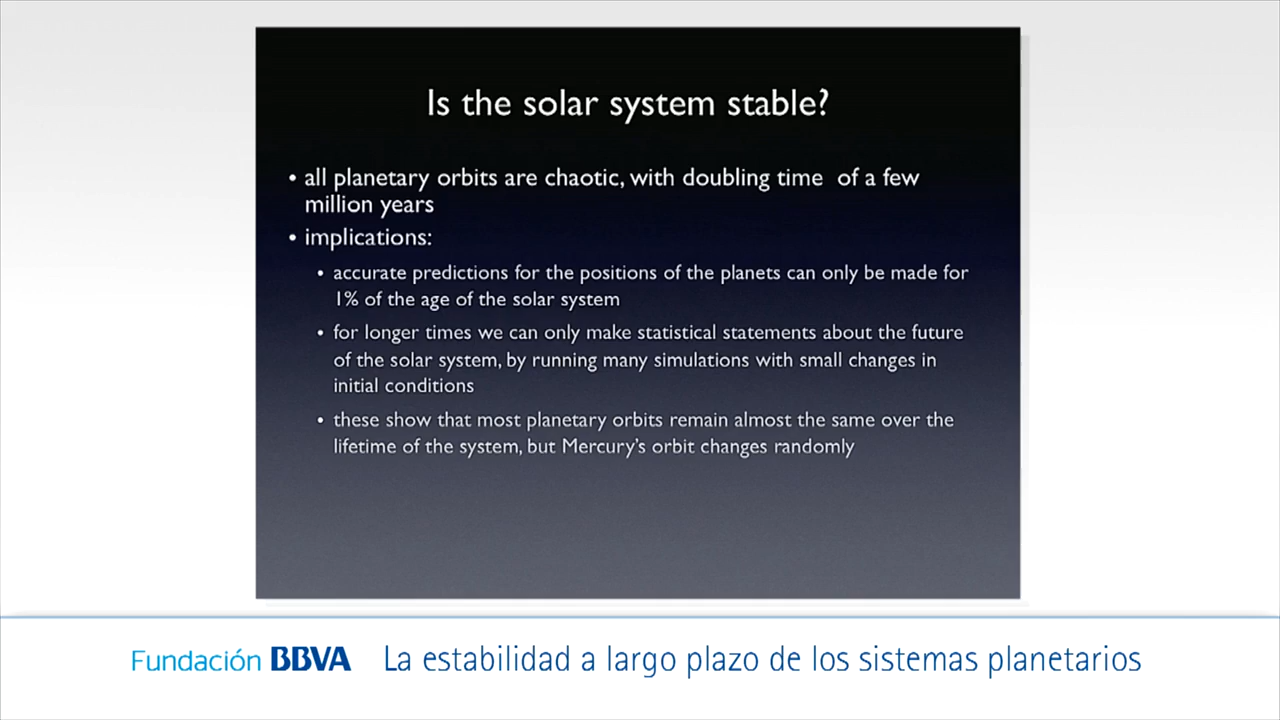 Is the solar system stable?
• all planetary orbits are chaotic, with doubling time of a few
million years
• implications:
• accurate predictions for the positions of the planets can only be made for
1% of the age of the solar system
• for longer times we can only make statistical statements about the future
of the solar system, by running many simulations with small changes in
initial conditions
• these show that most planetary orbits remain almost the same over the
lifetime of the system, but Mercury's orbit changes randomly
Fundación BBVA La estabilidad a largo plazo de los sistemas planetarios